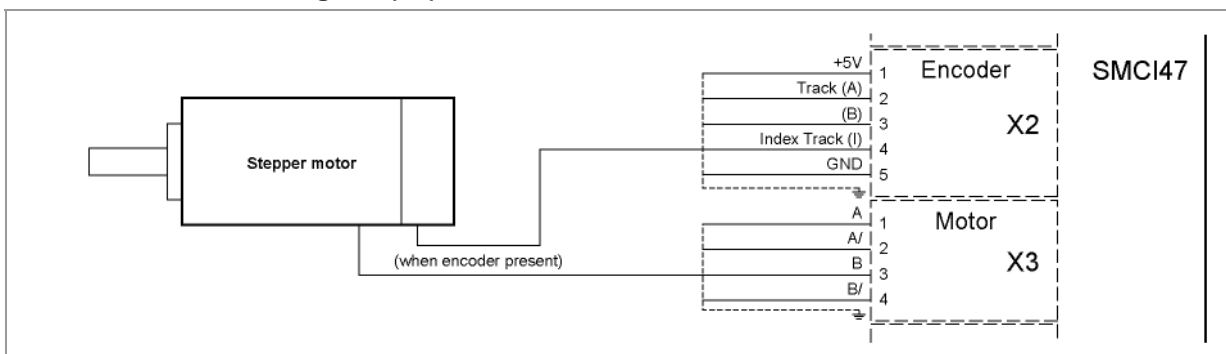 +5V
1
Encoder
SMCI47
Track (A)
2
(B)
3
X2
Index Track (I)
4
Stepper motor
GND
5
A
1
Motor
A/
2
(when encoder present)
B
3
X3
B/
4